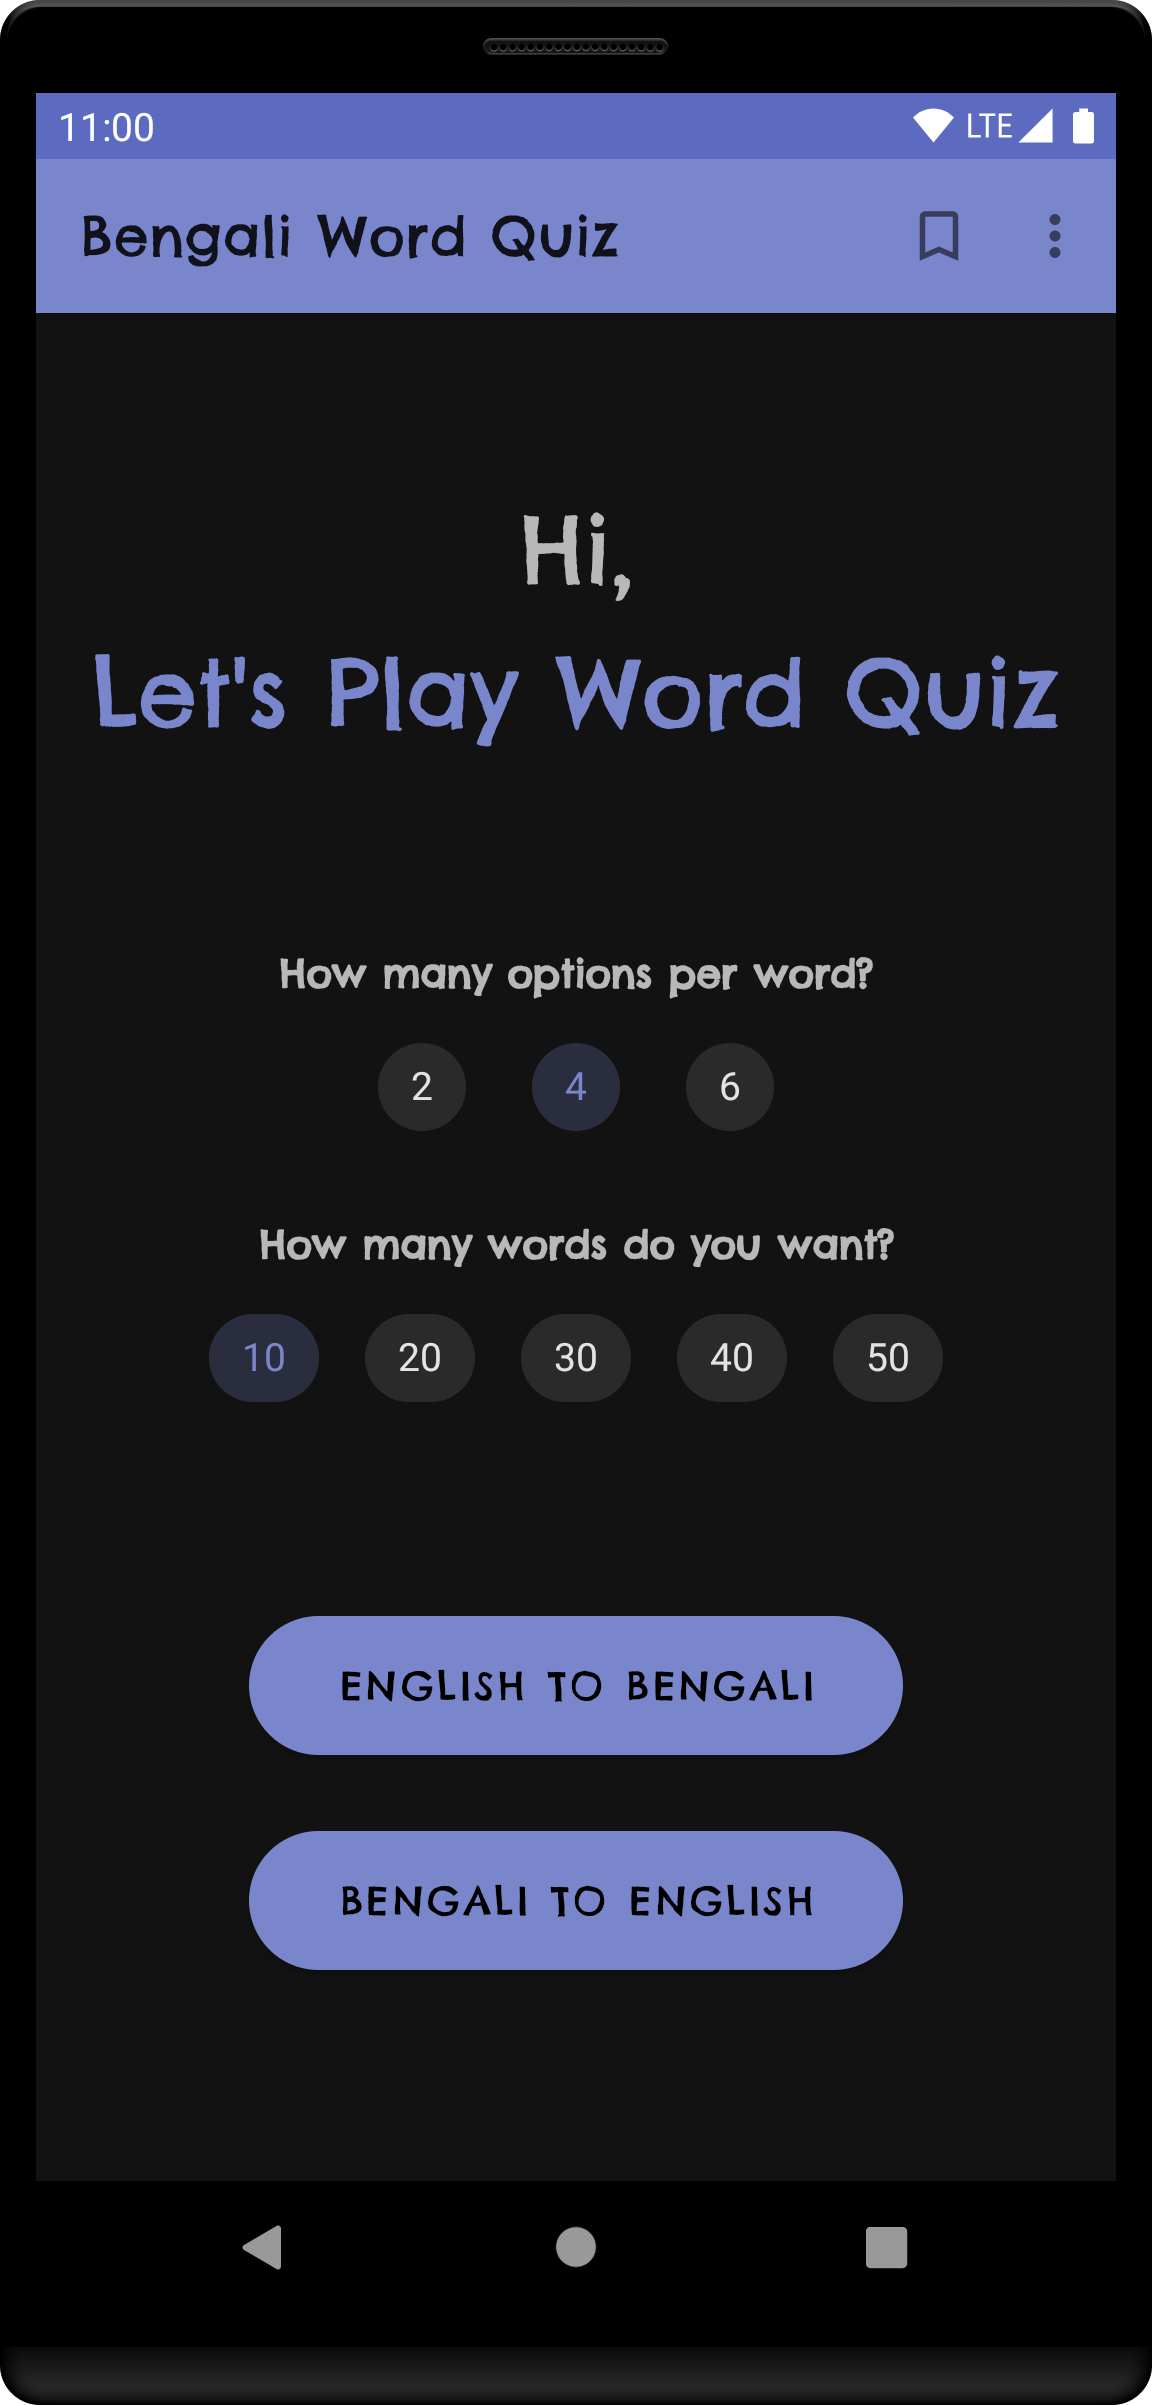 11:00 LTE
Bengali Word Quiz
Hi,
Let's Play Word Quiz
How many options per word?
2 4 6
How many words do you want?
10 20 30 40 50
ENGLISH TO BENGALI
BENGALI TO ENGLISH